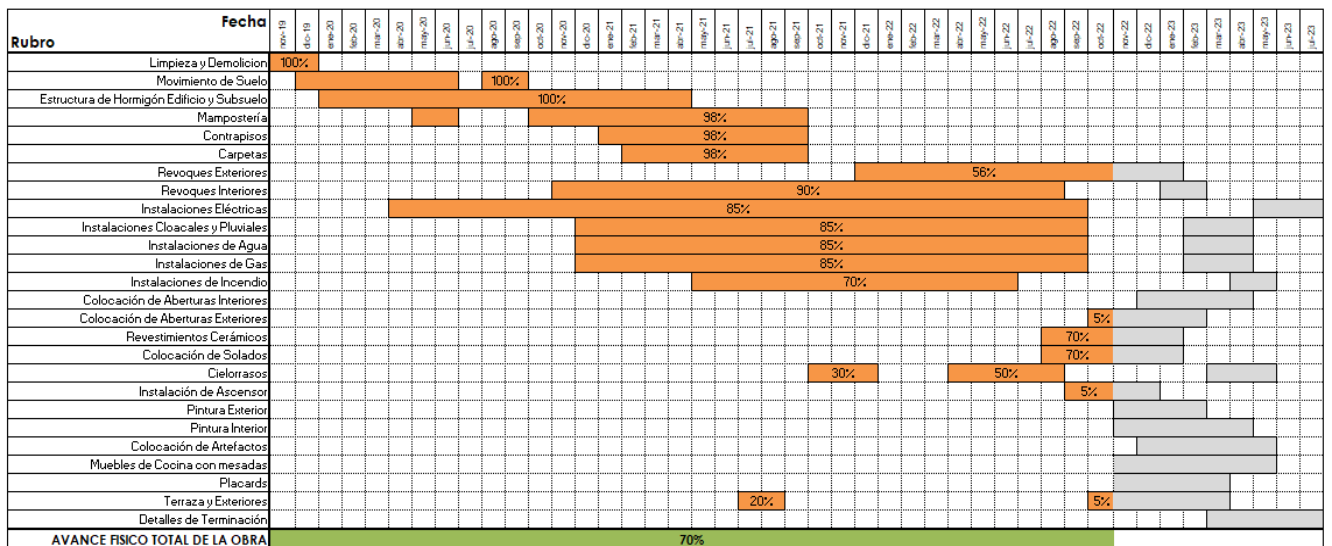 Fecha
Rubro
nov-19 dic-19 ene-20 feb-20 mar-20 abr-20 may-20 jun-20 jul-20 ago-20 sep-20 oct-20 nov-20 dic-20 ene-21 feb-21 mar-21 abr-21 may-21 jun-21 jul-21 ago-21 sep-21 oct-21 nov-21 dic-21 ene-22 feb-22 mar-22 abr-22 may-22 jun-22 jul-22 ago-22 sep-22 oct-22 nov-22 dic-22 ene-23 feb-23 mar-23 abr-23 may-23 jun-23 jul-23
Limpieza y Demolicion 100%
Movimiento de Suelo 100%
Estructura de Hormigón Edificio y Subsuelo 100%
Mampostería 98%
Contrapisos 98%
Carpetas 98%
Revoques Exteriores 56%
Revoques Interiores 90%
Instalaciones Eléctricas 85%
Instalaciones Cloacales y Pluviales 85%
Instalaciones de Agua 85%
Instalaciones de Gas 85%
Instalaciones de Incendio 70%
Colocación de Aberturas Interiores
Colocación de Aberturas Exteriores 5%
Revestimientos Cerámicos 70%
Colocación de Solados 70%
Cielorrasos 30% 50%
Instalación de Ascensor 5%
Pintura Exterior
Pintura Interior
Colocación de Artefactos
Muebles de Cocina con mesadas
Placards
Terraza y Exteriores 20% 5%
Detalles de Terminación
AVANCE FISICO TOTAL DE LA OBRA 70%